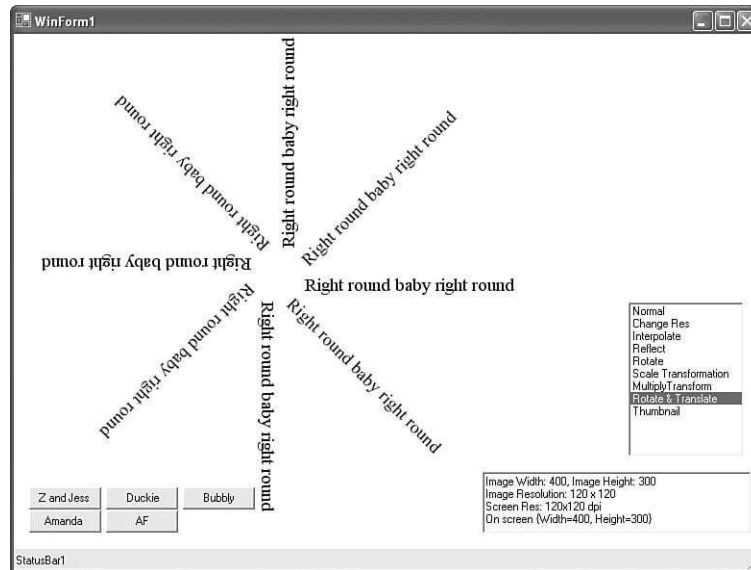 WinForm1
Right round baby right round
Right round baby right round
Right round baby right round
Right round baby right round
Right round baby right round
Right round baby right round
Right round baby right round
Right round baby right round
Normal
Change Res
Interpolate
Reflect
Rotate
Scale Transformation
MultiplyTransform
Rotate & Translate
Thumbnail
Z and Jess Duckie Bubbly
Amanda AF
Image Width: 400, Image Height: 300
Image Resolution: 120 x 120
Screen Res: 120x120 dpi
On screen {Width=400, Height=300}
StatusBar1